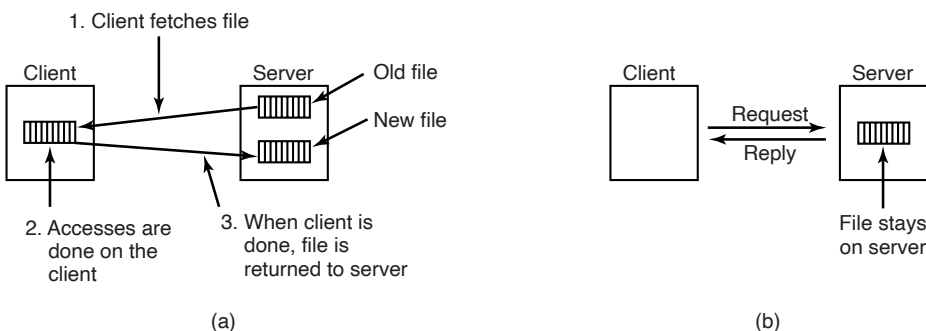 1. Client fetches file
Client
Server
Old file
New file
2. Accesses are
done on the
client
3. When client is
done, file is
returned to server
(a)
Client
Server
Request
Reply
File stays
on server
(b)